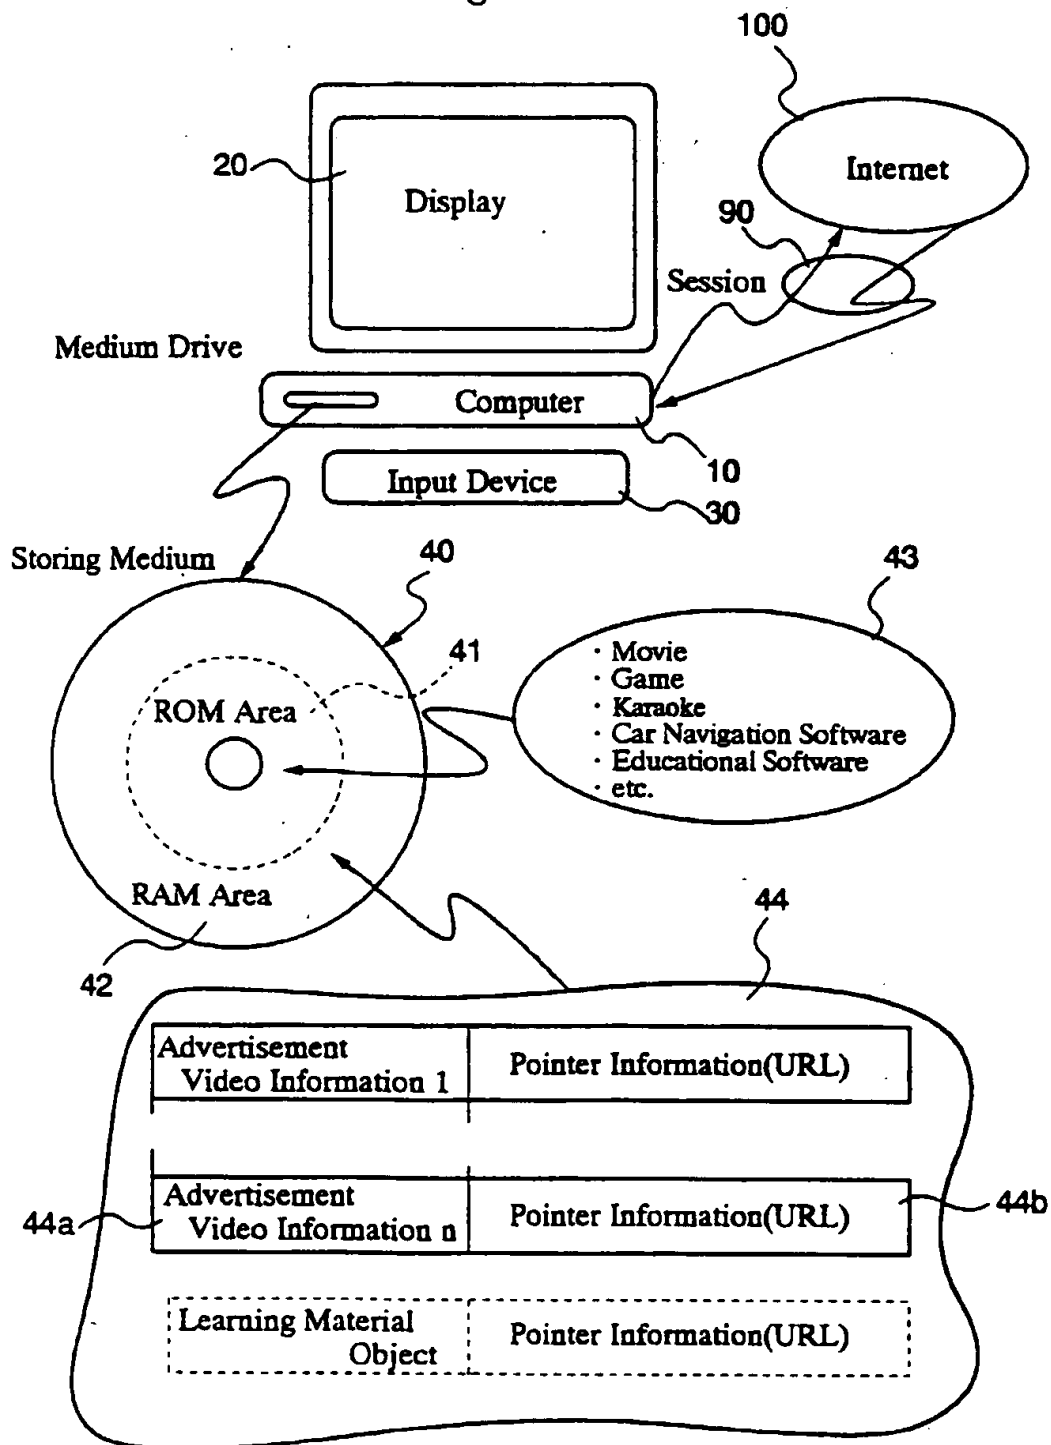 100
20
Display
Internet
90
Session
Medium Drive
Computer
10
Input Device
30
Storing Medium
40
43
41
ROM Area
· Movie
· Game
· Karaoke
· Car Navigation Software
· Educational Software
· etc.
RAM Area
42
44
Advertisement
Video Information 1
Pointer Information(URL)
Advertisement
Video Information n
Pointer Information(URL)
44a
44b
Learning Material
Object
Pointer Information(URL)